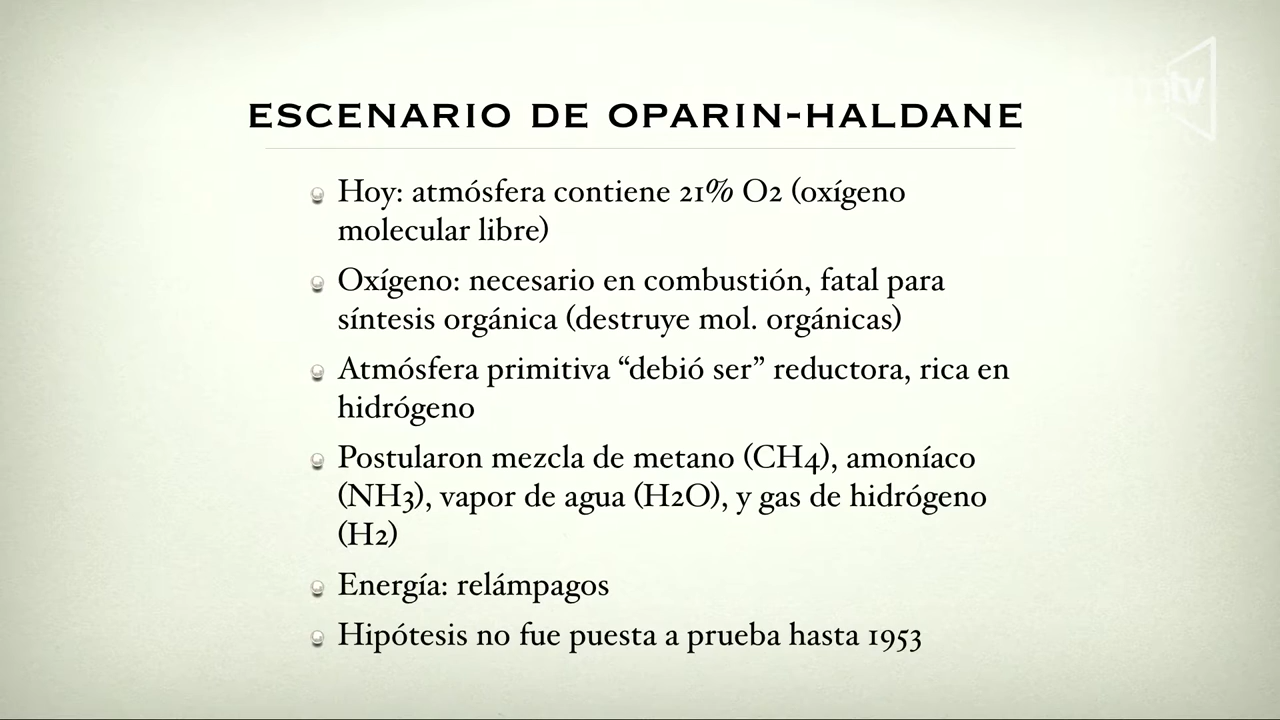 ESCENARIO DE OPARIN-HALDANE
Hoy: atmósfera contiene 21% O2 (oxígeno
molecular libre)
Oxígeno: necesario en combustión, fatal para
síntesis orgánica (destruye mol. orgánicas)
Atmósfera primitiva “debió ser” reductora, rica en
hidrógeno
Postularon mezcla de metano (CH4), amoníaco
(NH3), vapor de agua (H2O), y gas de hidrógeno
(H2)
Energía: relámpagos
Hipótesis no fue puesta a prueba hasta 1953